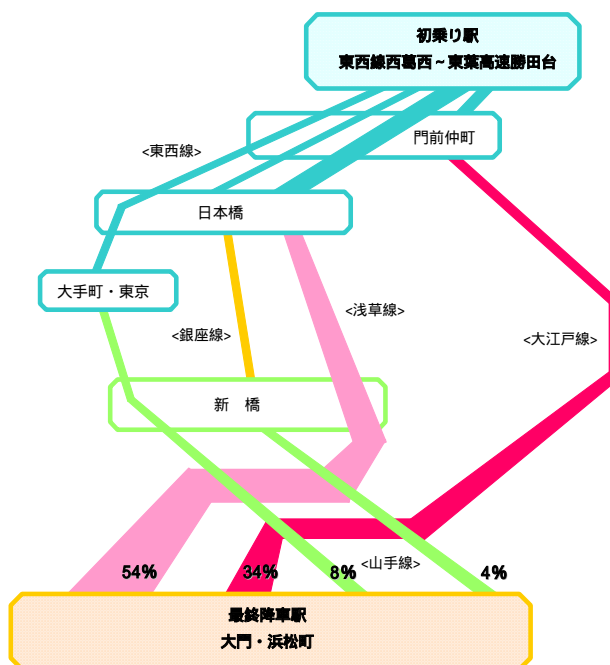 初乗り駅
東西線西葛西~東葉高速勝田台
門前仲町
<東西線>
日本橋
大手町・東京
<浅草線>
<銀座線>
<大江戸線>
新　橋
<山手線>
54%
34%
8%
4%
最終降車駅
大門・浜松町